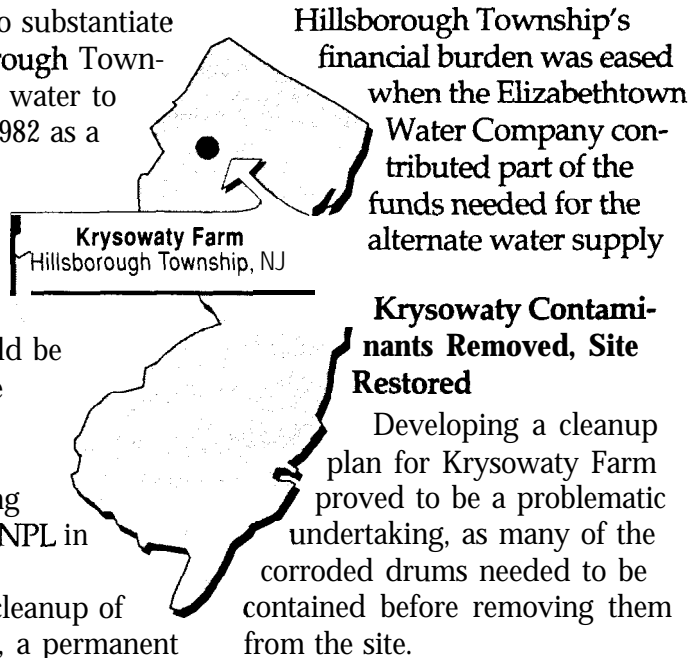 o substantiate
rough Town-
water to
982 as a
ld be
e
ng
NPL in
cleanup of
, a permanent
Krysowaty Farm
Hillsborough Township, NJ
Hillsborough Township's
financial burden was eased
when the Elizabethtown
Water Company con-
tributed part of the
funds needed for the
alternate water supply
Krysowaty Contami-
nants Removed, Site
Restored
Developing a cleanup
plan for Krysowaty Farm
proved to be a problematic
undertaking, as many of the
corroded drums needed to be
contained before removing them
from the site.